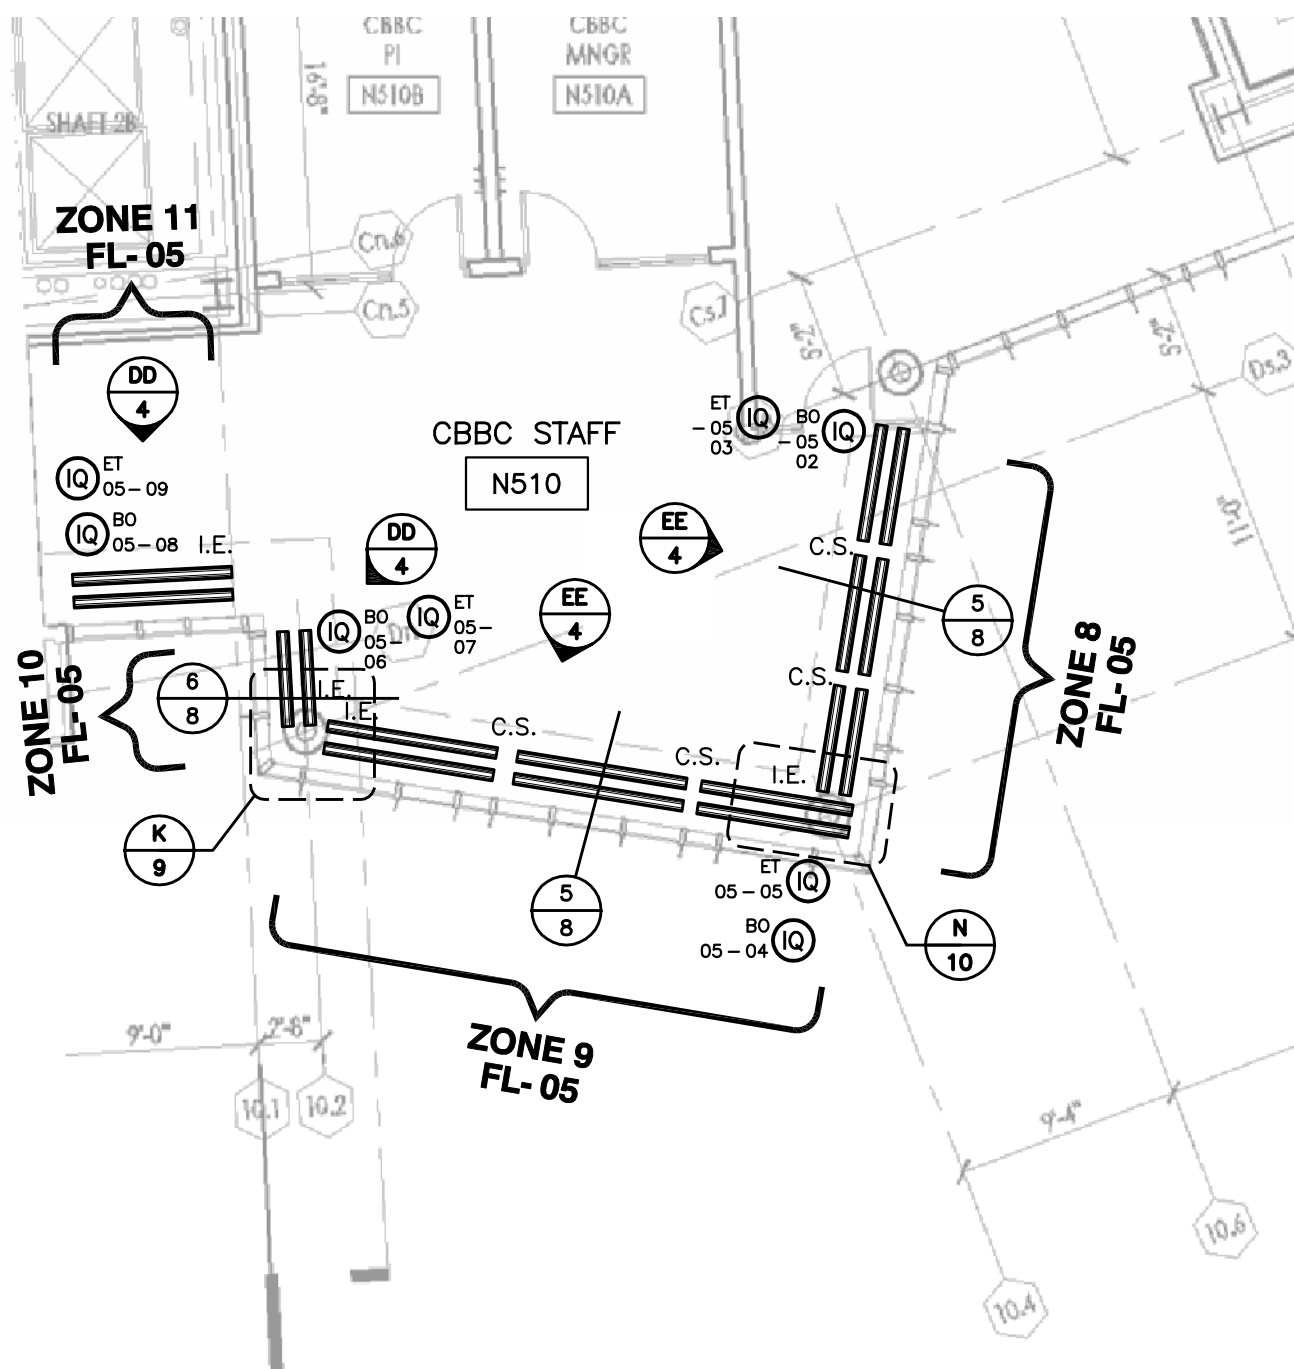 CBBC
PI
N510B
CBBC
MNGR
N510A
16'-8"
SHAFT 2B
ZONE 11
FL-05
Cn.6
Cn.5
Cs.7
5'-2"
5'-2"
Ds.3
11'-0"
DD
4
ET
05-09
IQ
BO
05-08
IQ
I.E.
CBBC STAFF
N510
ET
-05
03
IQ
BO
-05
02
IQ
DD
4
EE
4
EE
4
C.S.
5
8
IQ
BO
05-
06
IQ
ET
05-
07
ZONE 10
FL-05
6
8
I.E.
I.E.
C.S.
C.S.
C.S.
I.E.
ZONE 8
FL-05
K
9
ET
05-05
IQ
BO
05-04
IQ
5
8
N
10
ZONE 9
FL-05
9'-0"
2'-8"
10.1
10.2
9'-4"
10.6
10.4